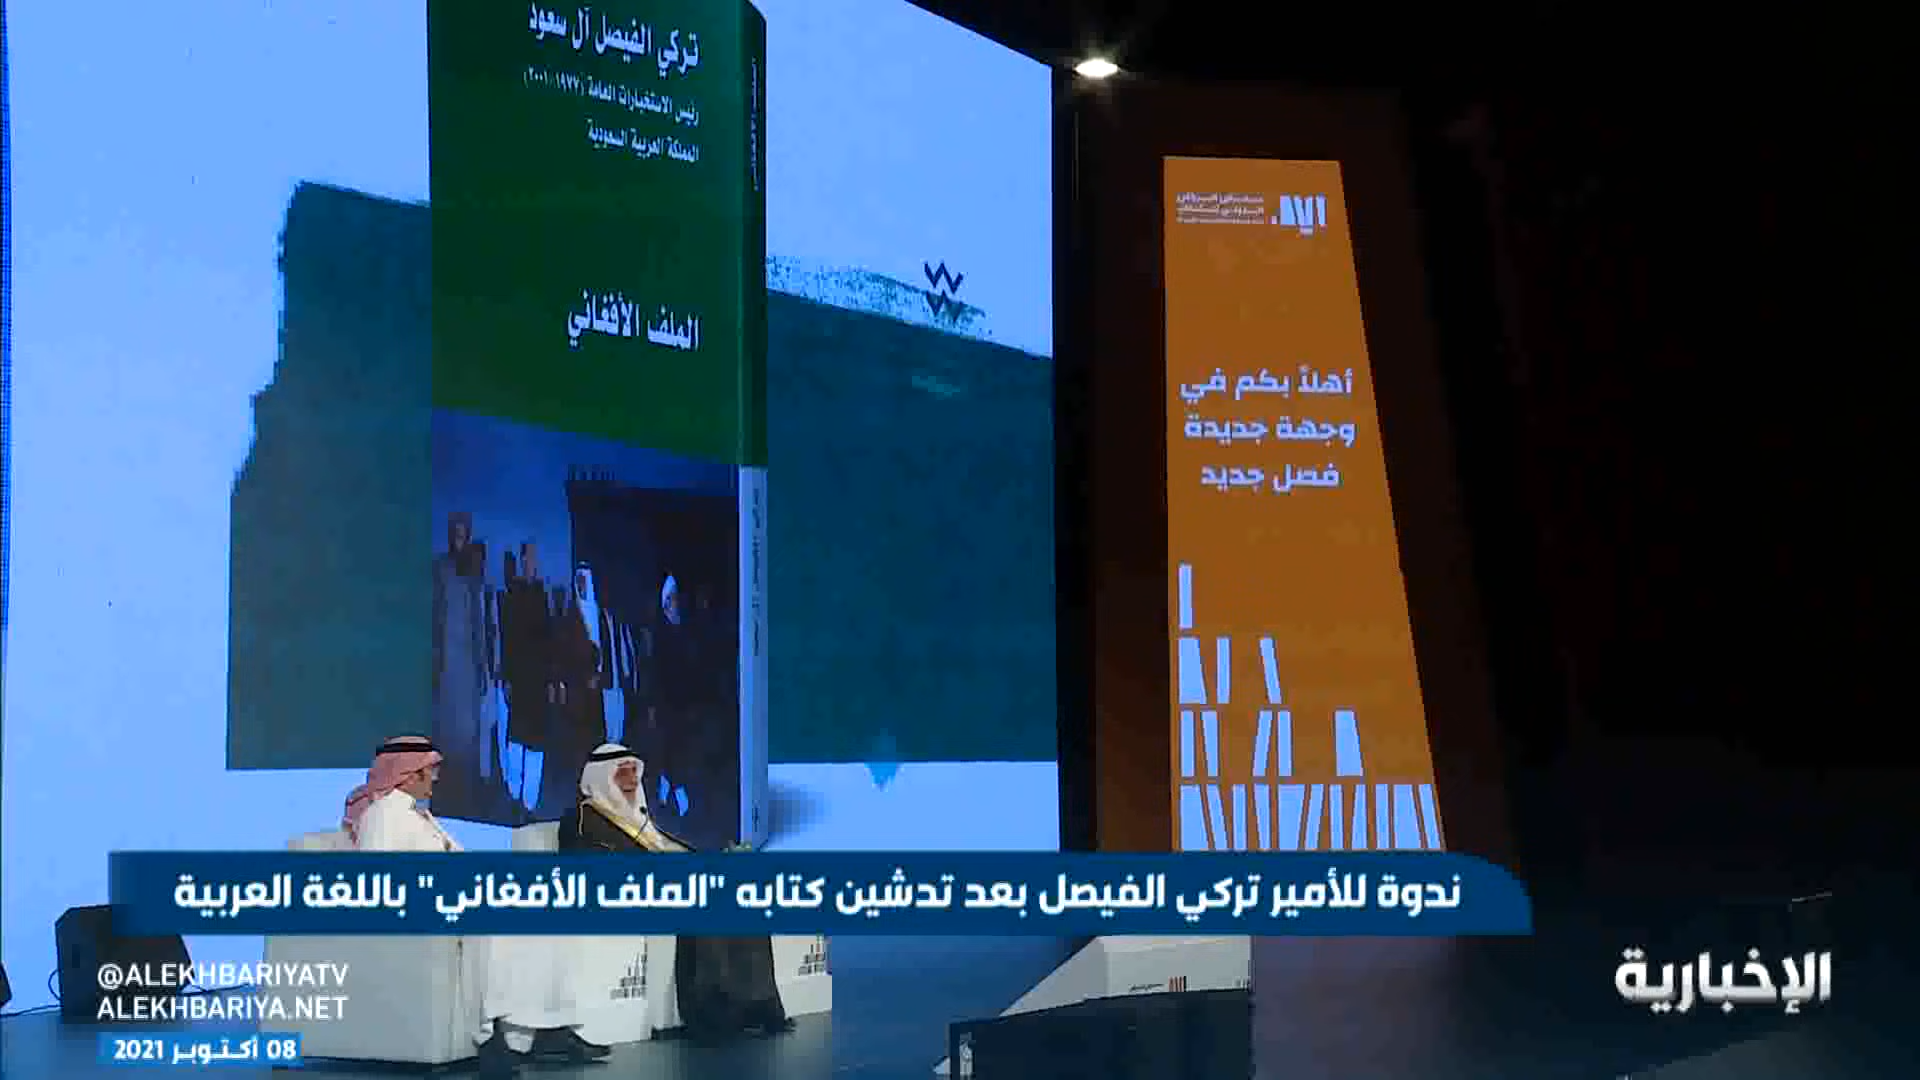 تركي الفيصل آل سعود
رئيس الاستخبارات العامة (١٩٧٧-٢٠٠١)
المملكة العربية السعودية
الملف الأفغاني
أهلاً بكم في
وجهة جديدة
فصل جديد
ندوة للأمير تركي الفيصل بعد تدشين كتابه "الملف الأفغاني" باللغة العربية
@ALEKHBARIYATV
ALEKHBARIYA.NET
08 أكتوبر 2021
الإخبارية